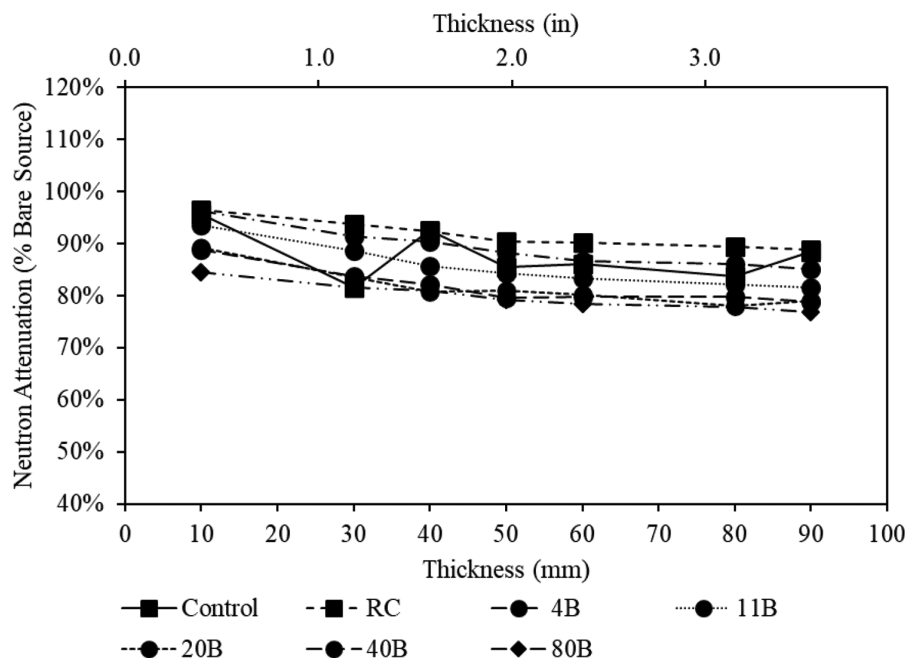 Thickness (in)
0.0 1.0 2.0 3.0
Neutron Attenuation (% Bare Source)
120%
110%
100%
90%
80%
70%
60%
50%
40%
0 10 20 30 40 50 60 70 80 90 100
Thickness (mm)
Control RC 4B 11B
20B 40B 80B